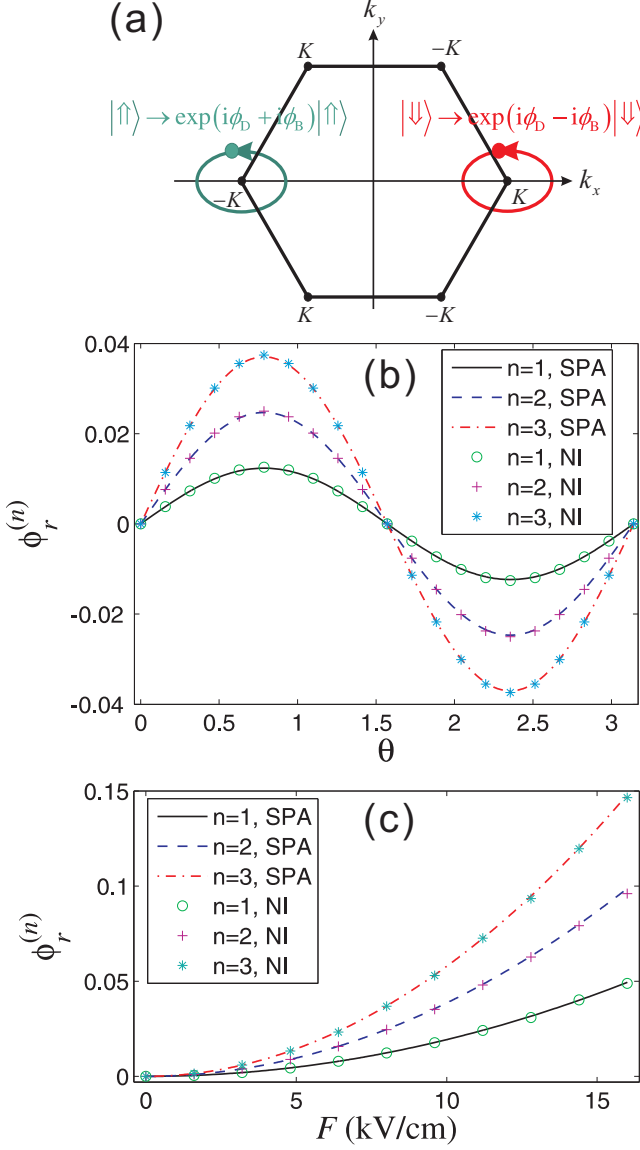 (a)
k_y
K
−K
|⇑⟩ → exp(iϕ_D + iϕ_B)|⇑⟩
|⇓⟩ → exp(iϕ_D − iϕ_B)|⇓⟩
−K
K
k_x
K
−K
(b)
0.04
0.02
0
-0.02
-0.04
ϕ_r^(n)
n=1, SPA
n=2, SPA
n=3, SPA
n=1, NI
n=2, NI
n=3, NI
0 0.5 1 1.5 2 2.5 3
θ
(c)
0.15
0.1
0.05
0
ϕ_r^(n)
n=1, SPA
n=2, SPA
n=3, SPA
n=1, NI
n=2, NI
n=3, NI
0 5 10 15
F (kV/cm)